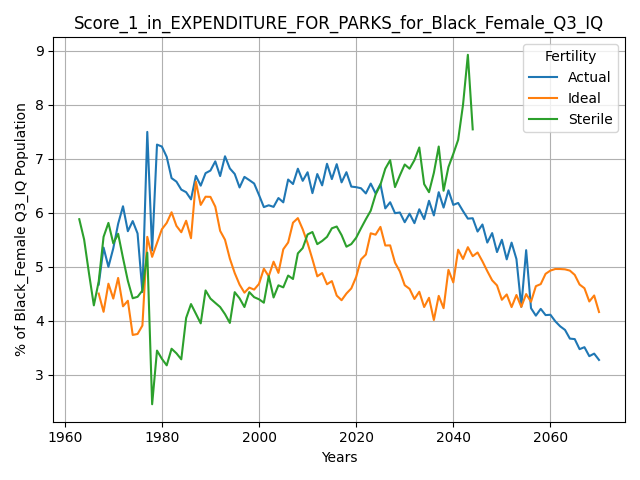 Score_1_in_EXPENDITURE_FOR_PARKS_for_Black_Female_Q3_IQ
% of Black_Female Q3_IQ Population
9
8
7
6
5
4
3
Fertility
Actual
Ideal
Sterile
1960 1980 2000 2020 2040 2060
Years